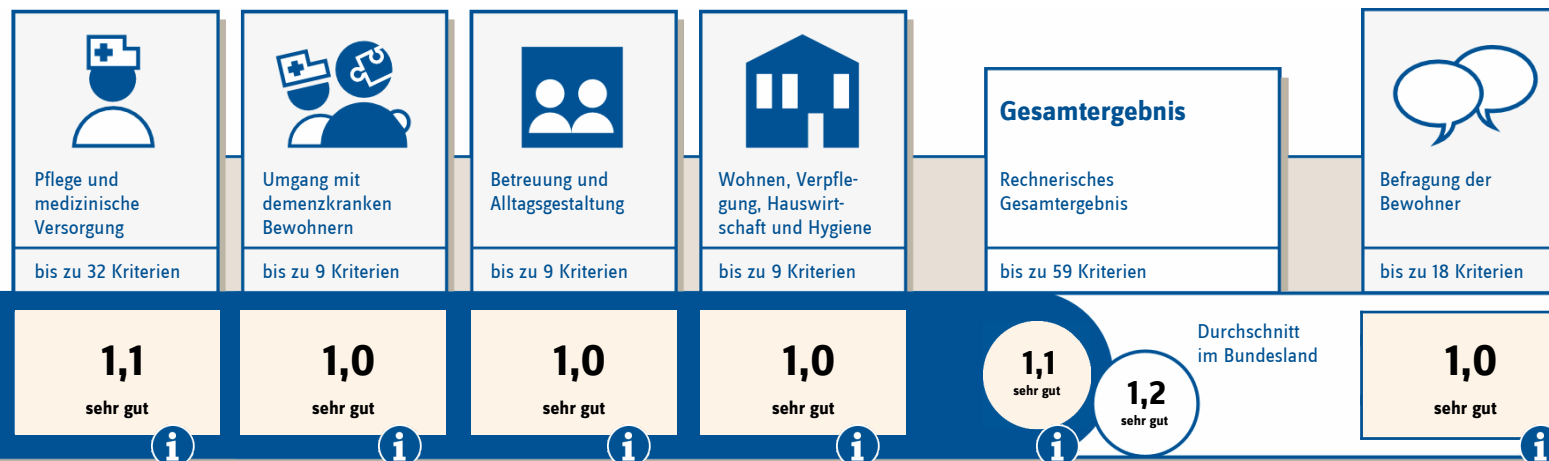 Pflege und
medizinische
Versorgung
bis zu 32 Kriterien
1,1
sehr gut
Umgang mit
demenzkranken
Bewohnern
bis zu 9 Kriterien
1,0
sehr gut
Betreuung und
Alltagsgestaltung
bis zu 9 Kriterien
1,0
sehr gut
Wohnen, Verpfle-
gung, Hauswirt-
schaft und Hygiene
bis zu 9 Kriterien
1,0
sehr gut
Gesamtergebnis
Rechnerisches
Gesamtergebnis
bis zu 59 Kriterien
1,1
sehr gut
Durchschnitt
im Bundesland
1,2
sehr gut
Befragung der
Bewohner
bis zu 18 Kriterien
1,0
sehr gut